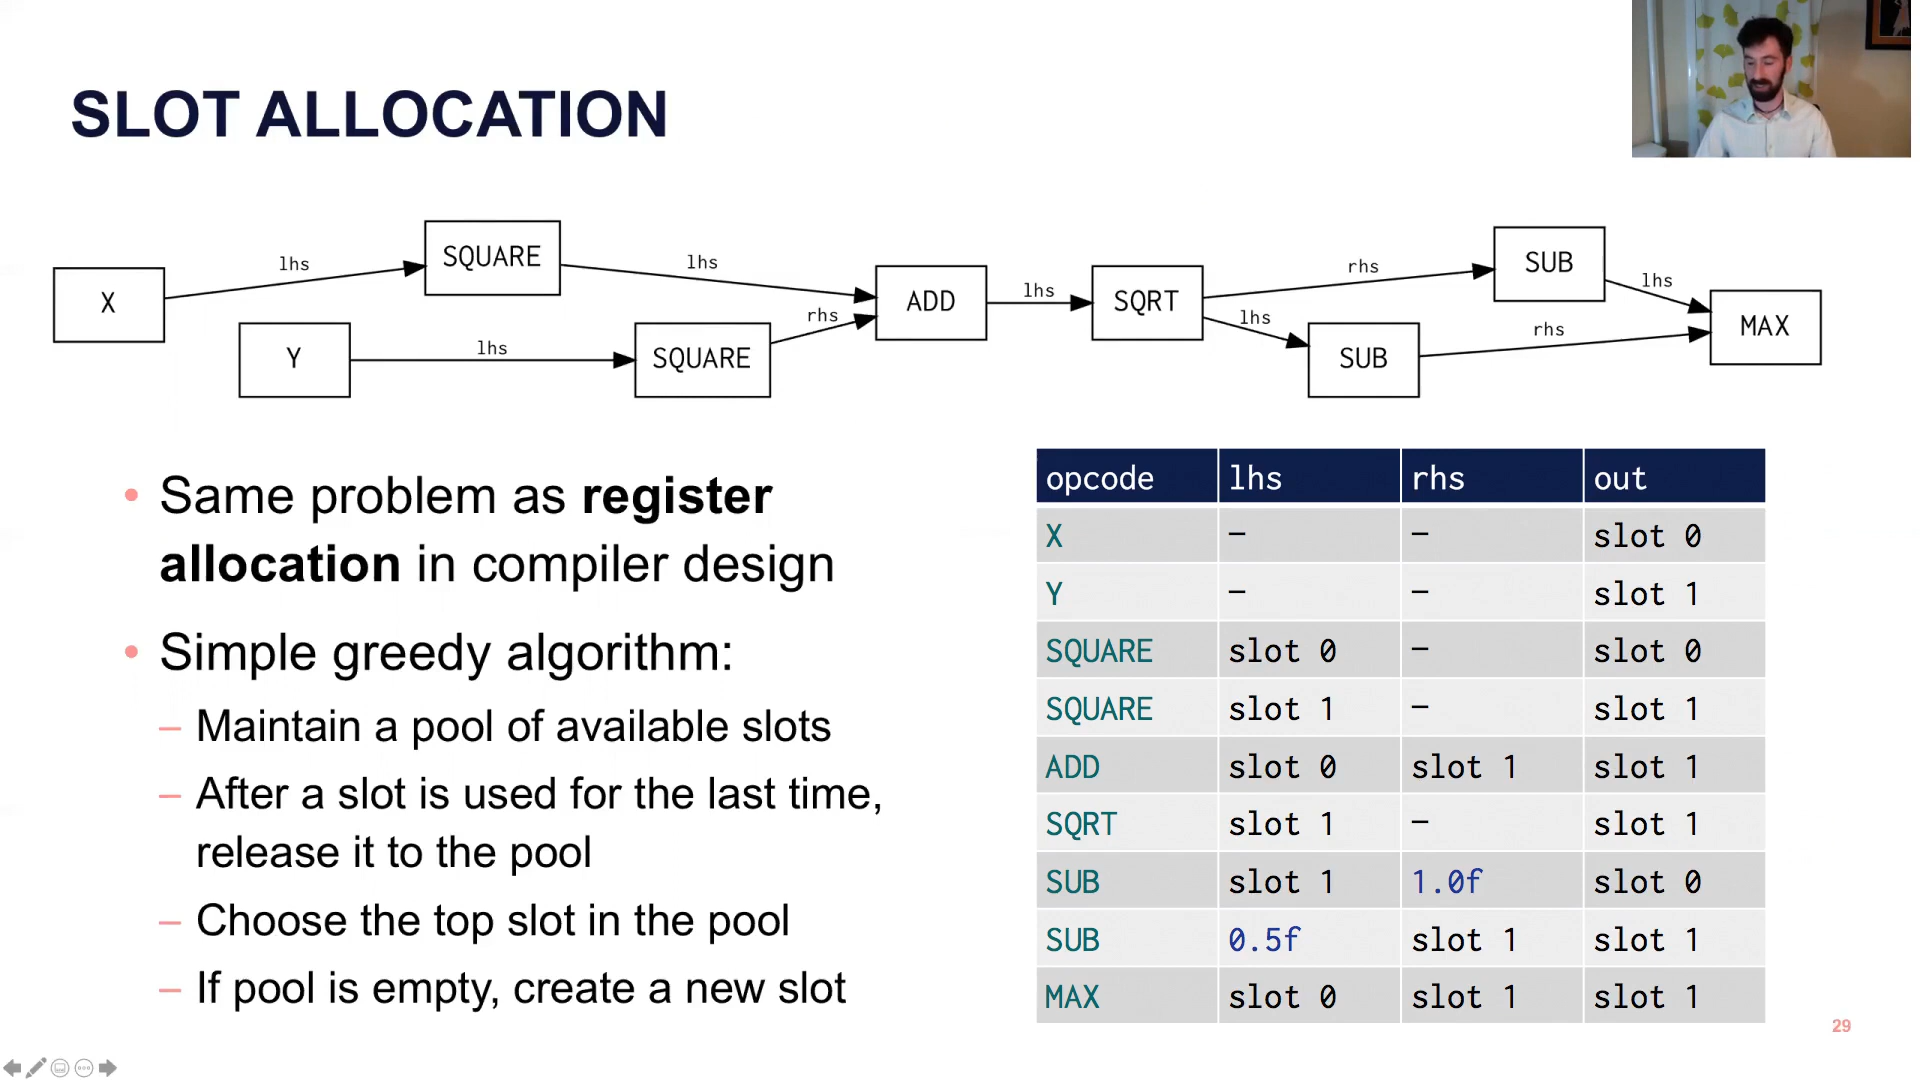 SLOT ALLOCATION
X
lhs
SQUARE
lhs
Y
lhs
SQUARE
rhs
ADD
lhs
SQRT
rhs
lhs
SUB
SUB
lhs
rhs
MAX
• Same problem as register
allocation in compiler design
• Simple greedy algorithm:
– Maintain a pool of available slots
– After a slot is used for the last time,
release it to the pool
– Choose the top slot in the pool
– If pool is empty, create a new slot
opcode lhs rhs out
X – – slot 0
Y – – slot 1
SQUARE slot 0 – slot 0
SQUARE slot 1 – slot 1
ADD slot 0 slot 1 slot 1
SQRT slot 1 – slot 1
SUB slot 1 1.0f slot 0
SUB 0.5f slot 1 slot 1
MAX slot 0 slot 1 slot 1
29